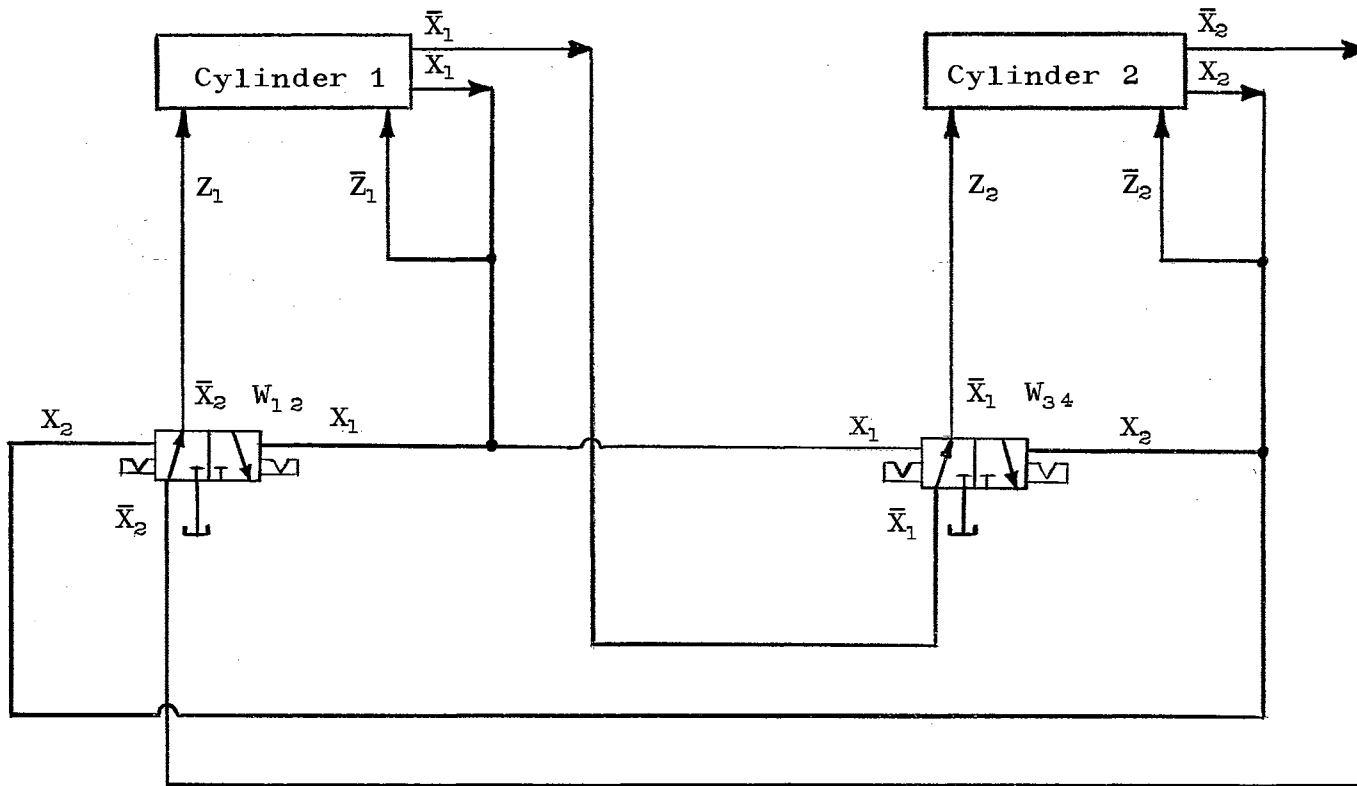 X̄₁
X₁
Cylinder 1
Z₁
Z̄₁
X̄₂
X₂
Cylinder 2
Z₂
Z̄₂
X₂
X̄₂ W₁₂
X₁
X̄₂
X₁
X̄₁ W₃₄
X₂
X̄₁